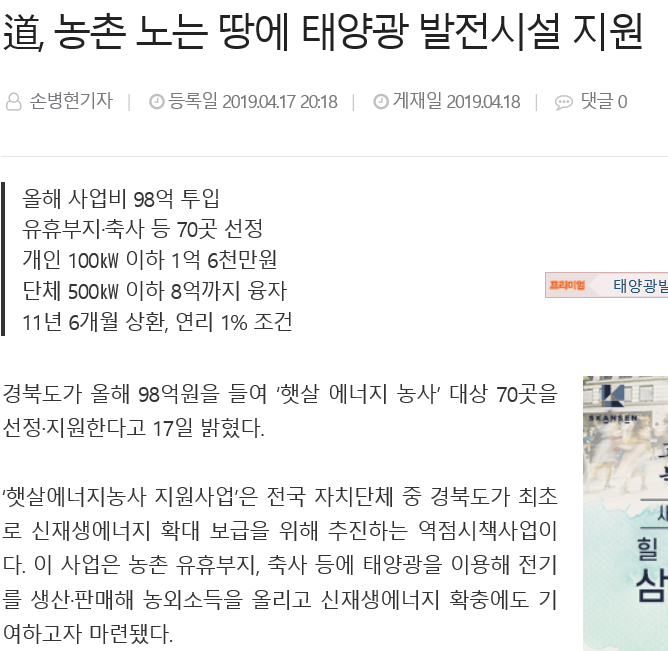 道, 농촌 노는 땅에 태양광 발전시설 지원
손병현기자 | 등록일 2019.04.17 20:18 | 게재일 2019.04.18 | 댓글 0
올해 사업비 98억 투입
유휴부지·축사 등 70곳 선정
개인 100㎾ 이하 1억 6천만원
단체 500㎾ 이하 8억까지 융자
11년 6개월 상환, 연리 1% 조건
프리미엄 태양광발
경북도가 올해 98억원을 들여 ‘햇살 에너지 농사’ 대상 70곳을
선정·지원한다고 17일 밝혔다.
SKANSEN
‘햇살에너지농사 지원사업’은 전국 자치단체 중 경북도가 최초
로 신재생에너지 확대 보급을 위해 추진하는 역점시책사업이
다. 이 사업은 농촌 유휴부지, 축사 등에 태양광을 이용해 전기
를 생산·판매해 농외소득을 올리고 신재생에너지 확충에도 기
여하고자 마련됐다.
힐
삼